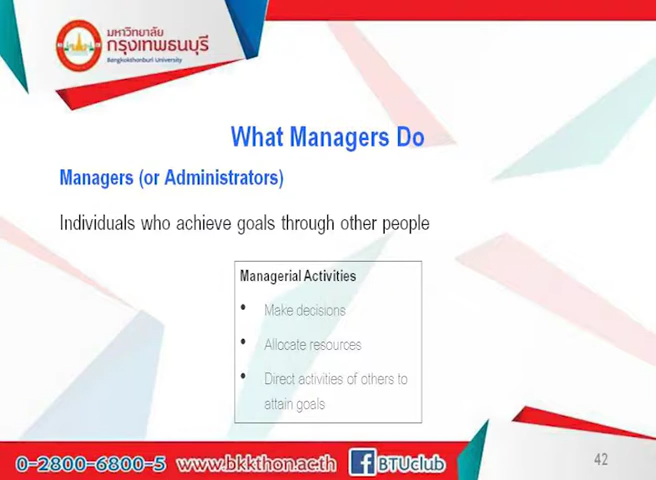 มหาวิทยาลัย
กรุงเทพธนบุรี
Bangkokthonburi University
What Managers Do
Managers (or Administrators)
Individuals who achieve goals through other people
Managerial Activities
• Make decisions
• Allocate resources
• Direct activities of others to
attain goals
0-2800-6800-5 www.bkkthon.ac.th BTUclub
42